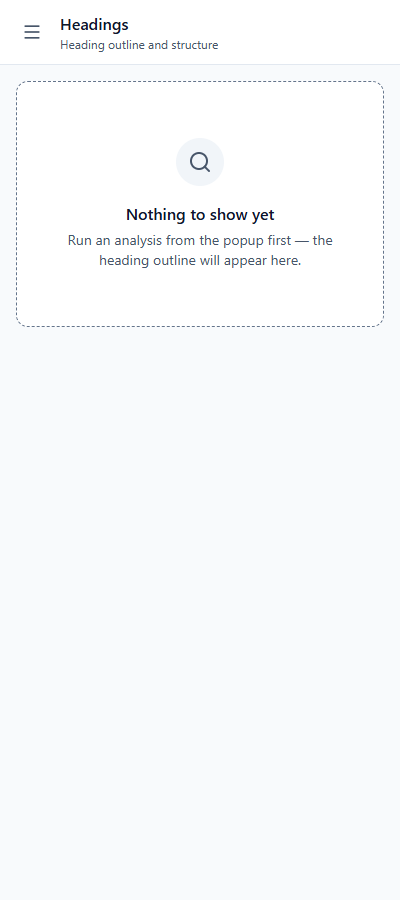 Headings
Heading outline and structure
Nothing to show yet
Run an analysis from the popup first — the
heading outline will appear here.